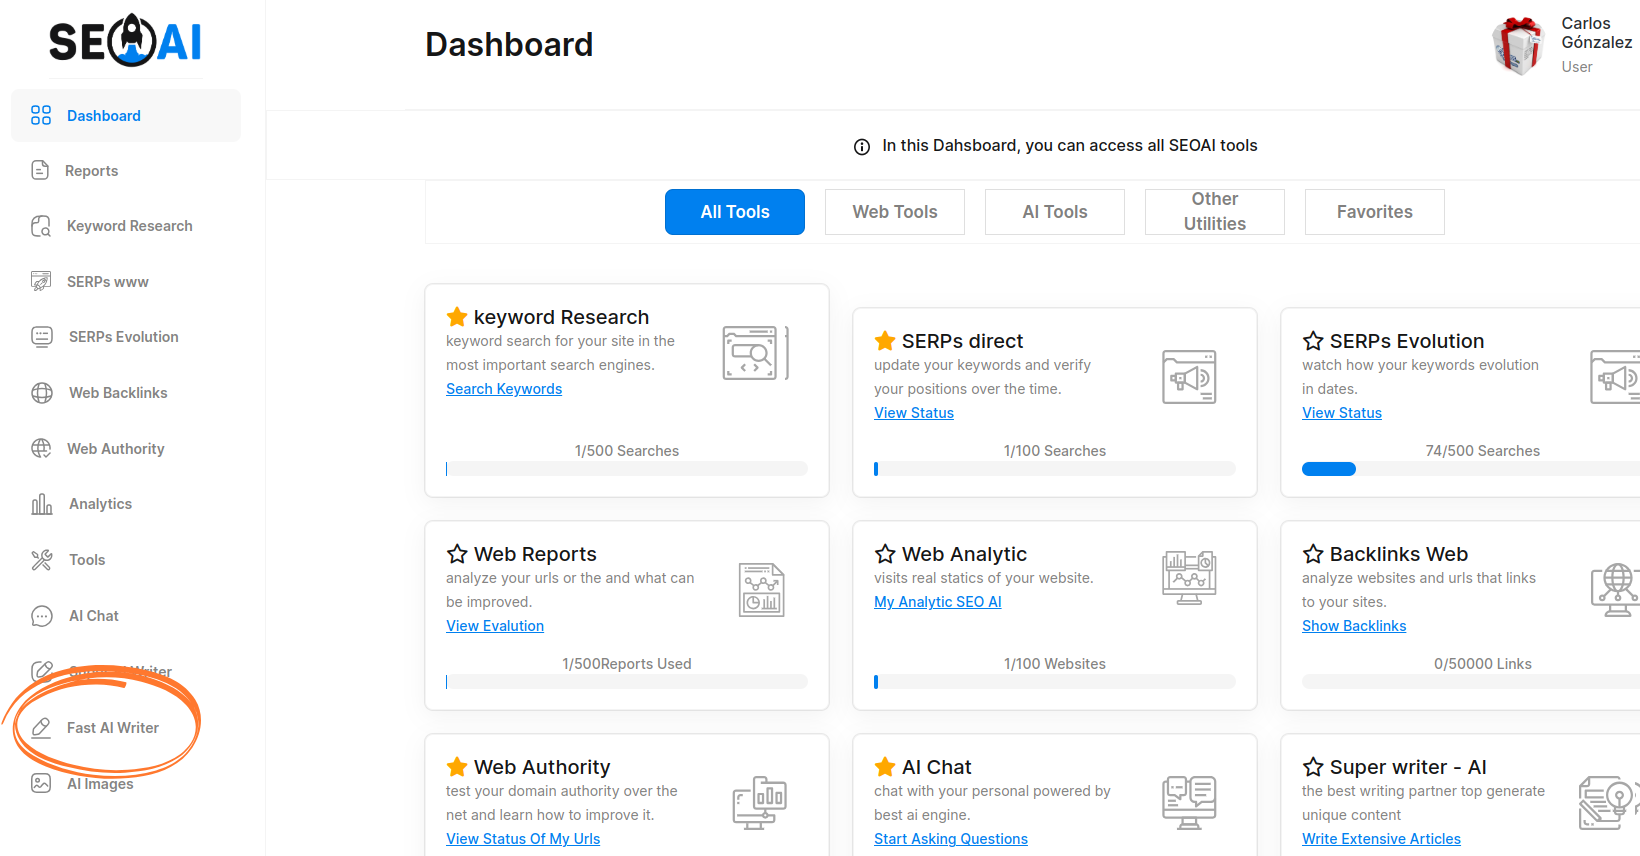 SEOAI
Dashboard
Carlos
Gónzalez
User
Dashboard
Reports
Keyword Research
SERPs www
SERPs Evolution
Web Backlinks
Web Authority
Analytics
Tools
AI Chat
Writer
Fast AI Writer
AI Images
In this Dahsboard, you can access all SEOAI tools
All Tools
Web Tools
AI Tools
Other
Utilities
Favorites
keyword Research
keyword search for your site in the
most important search engines.
Search Keywords
1/500 Searches
SERPs direct
update your keywords and verify
your positions over the time.
View Status
1/100 Searches
SERPs Evolution
watch how your keywords evolution
in dates.
View Status
74/500 Searches
Web Reports
analyze your urls or the and what can
be improved.
View Evalution
1/500Reports Used
Web Analytic
visits real statics of your website.
My Analytic SEO AI
1/100 Websites
Backlinks Web
analyze websites and urls that links
to your sites.
Show Backlinks
0/50000 Links
Web Authority
test your domain authority over the
net and learn how to improve it.
View Status Of My Urls
AI Chat
chat with your personal powered by
best ai engine.
Start Asking Questions
Super writer - AI
the best writing partner top generate
unique content
Write Extensive Articles